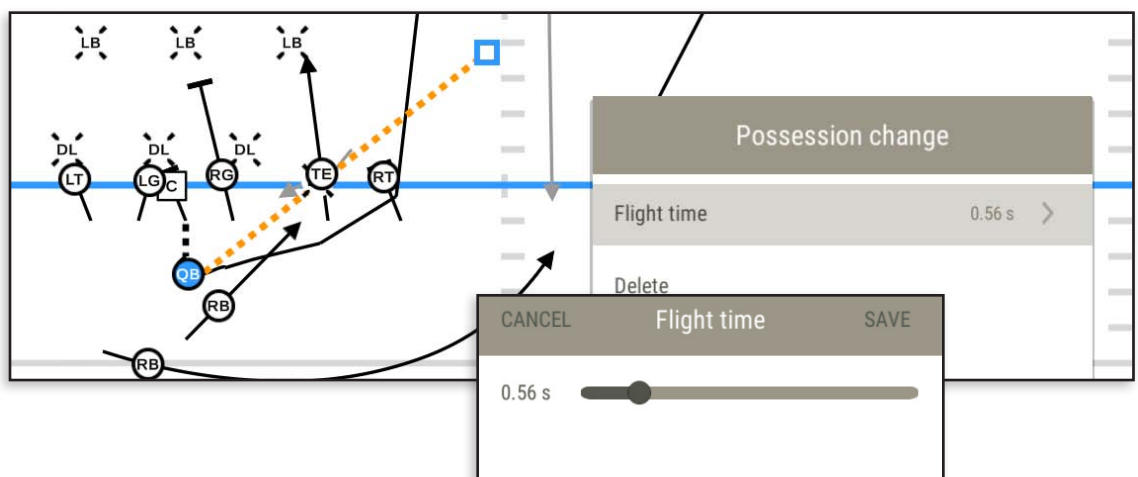 LB LB LB
DL DL DL
LT LG C RG TE RT
QB
RB
RB
Possession change
Flight time 0.56 s
Delete
CANCEL Flight time SAVE
0.56 s